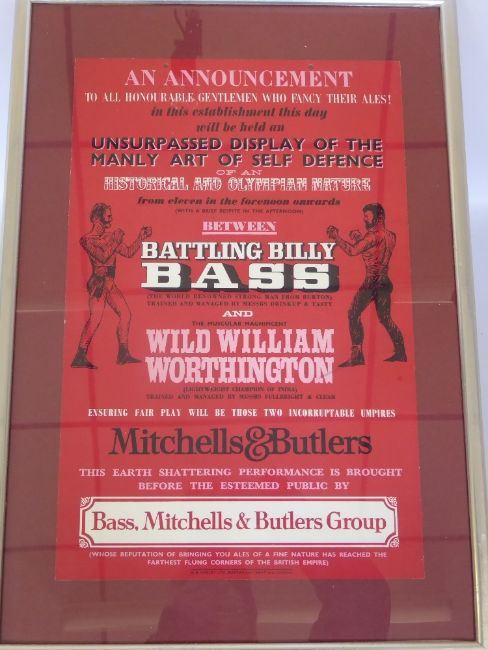 AN ANNOUNCEMENT
TO ALL HONOURABLE GENTLEMEN WHO FANCY THEIR ALES!
in this establishment this day
will be held an
UNSURPASSED DISPLAY OF THE
MANLY ART OF SELF DEFENCE
OF AN
HISTORICAL AND OLYMPIAN NATURE
from eleven in the forenoon onwards
(WITH A BRIEF RESPITE IN THE AFTERNOON)
BETWEEN
BATTLING BILLY
BASS
(THE WORLD RENOWNED STRONG MAN FROM BURTON)
TRAINED AND MANAGED BY MESSRS DRINKUP & TASTY
AND
THE MUSCULAR MAGNIFICENT
WILD WILLIAM
WORTHINGTON
(LIGHTWEIGHT CHAMPION OF INDIA)
TRAINED AND MANAGED BY MESSRS FULLBRIGHT & CLEAR
ENSURING FAIR PLAY WILL BE THOSE TWO INCORRUPTABLE UMPIRES
Mitchells&Butlers
THIS EARTH SHATTERING PERFORMANCE IS BROUGHT
BEFORE THE ESTEEMED PUBLIC BY
Bass, Mitchells & Butlers Group
(WHOSE REPUTATION OF BRINGING YOU ALES OF A FINE NATURE HAS REACHED THE
FARTHEST FLUNG CORNERS OF THE BRITISH EMPIRE)